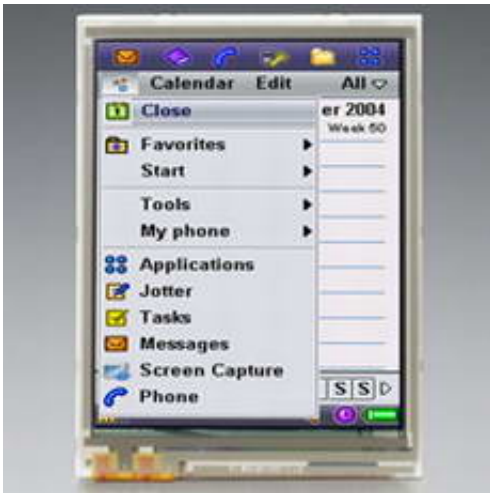 Calendar Edit All
Close
er 2004
Week 50
Favorites
Start
Tools
My phone
Applications
Jotter
Tasks
Messages
Screen Capture
S S
Phone